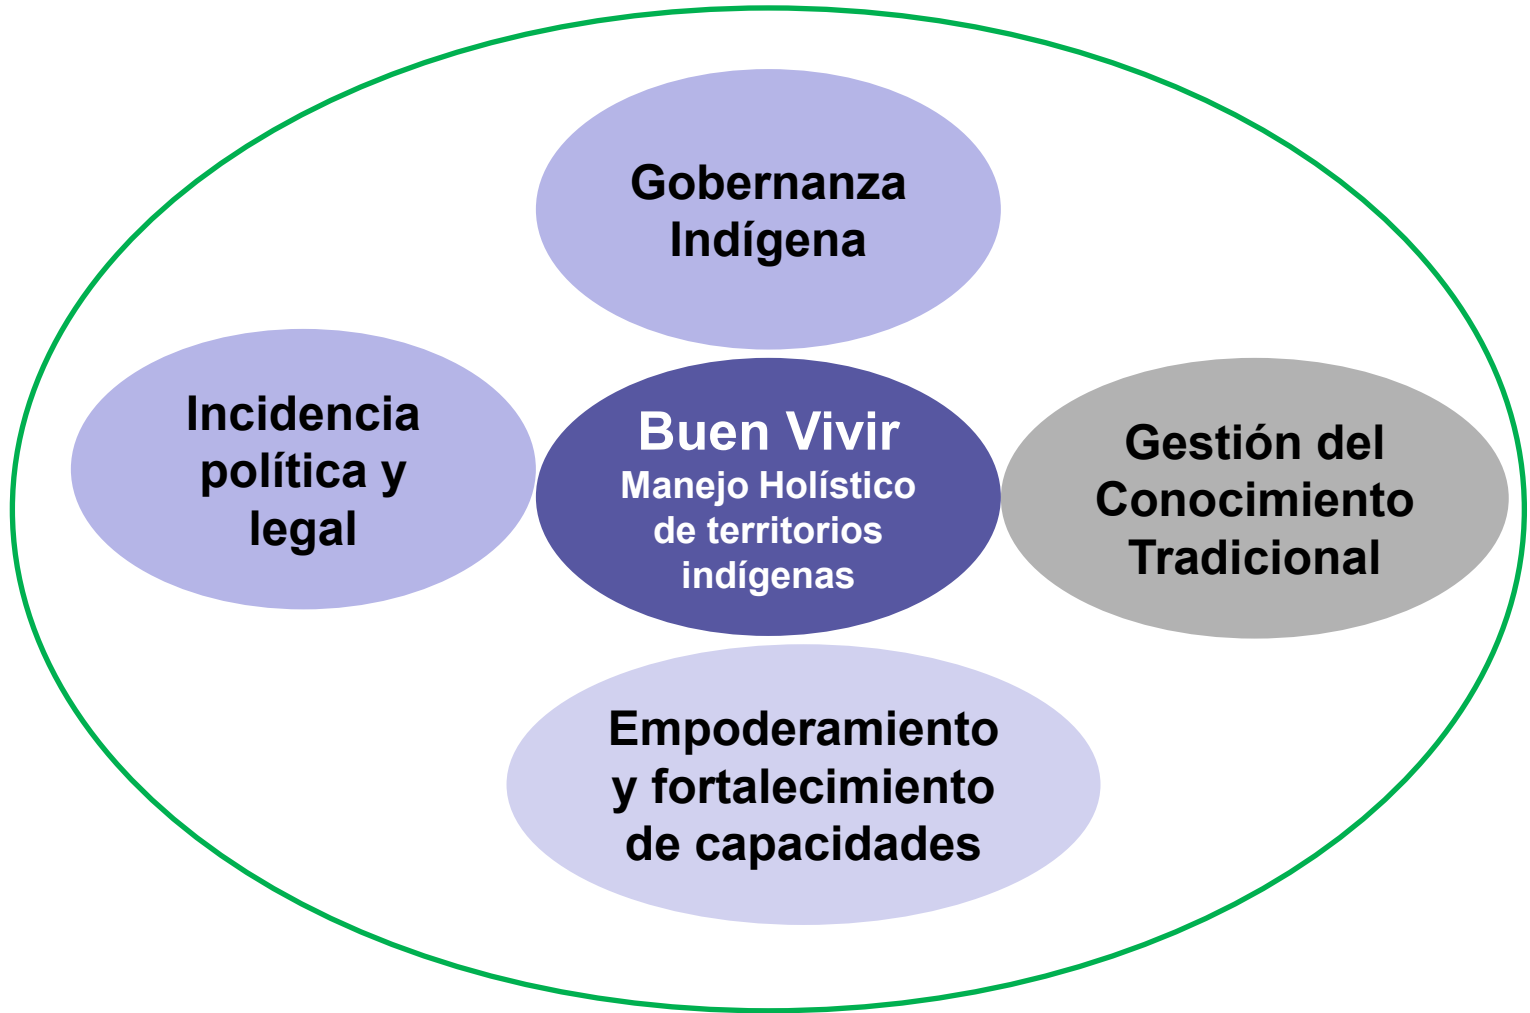 Gobernanza
Indígena
Incidencia
política y
legal
Buen Vivir
Manejo Holístico
de territorios
indígenas
Gestión del
Conocimiento
Tradicional
Empoderamiento
y fortalecimiento
de capacidades